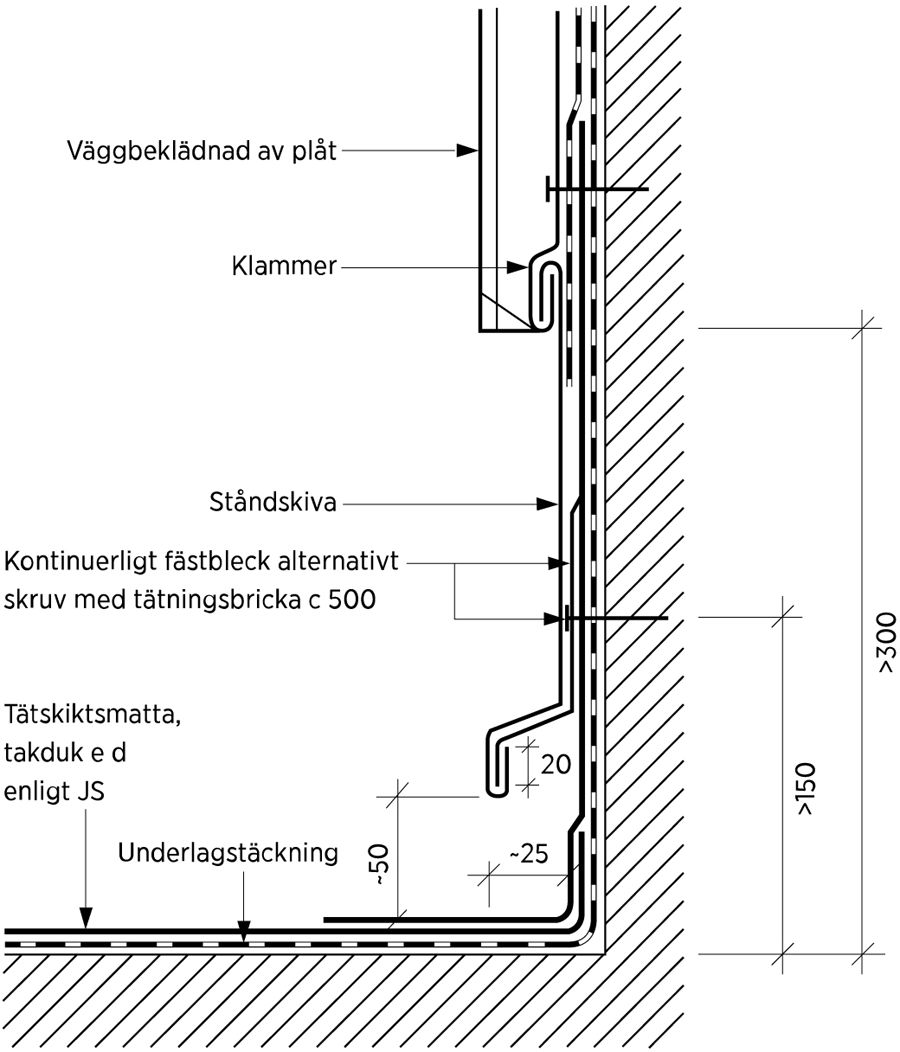 Väggbeklädnad av plåt
Klammer
Ståndskiva
Kontinuerligt fästbleck alternativt
skruv med tätningsbricka c 500
>300
Tätskiktsmatta,
takduk e d
enligt JS
20
>150
Underlagstäckning
~50
~25